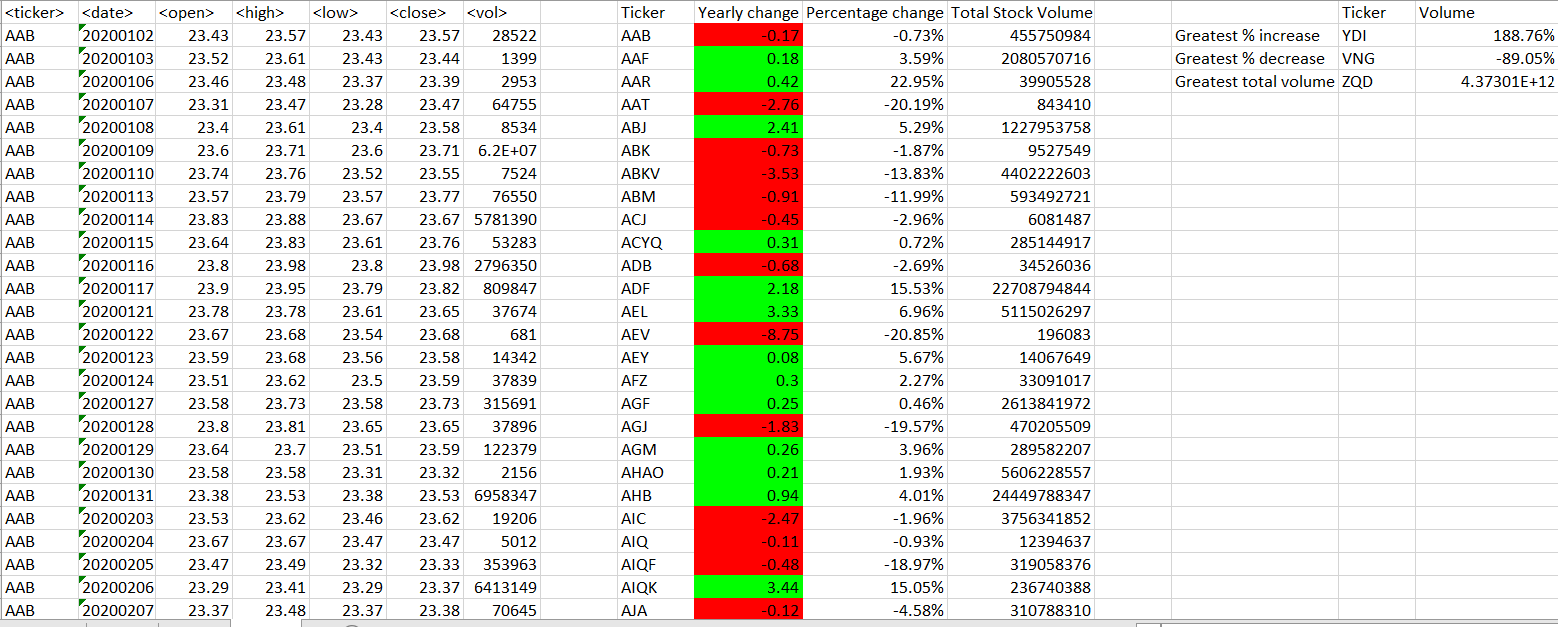 <ticker> <date> <open> <high> <low> <close> <vol> Ticker Yearly change Percentage change Total Stock Volume Ticker Volume
AAB 20200102 23.43 23.57 23.43 23.57 28522 AAB -0.17 -0.73% 455750984 Greatest % increase YDI 188.76%
AAB 20200103 23.52 23.61 23.43 23.44 1399 AAF 0.18 3.59% 2080570716 Greatest % decrease VNG -89.05%
AAB 20200106 23.46 23.48 23.37 23.39 2953 AAR 0.42 22.95% 39905528 Greatest total volume ZQD 4.37301E+12
AAB 20200107 23.31 23.47 23.28 23.47 64755 AAT -2.76 -20.19% 843410
AAB 20200108 23.4 23.61 23.4 23.58 8534 ABJ 2.41 5.29% 1227953758
AAB 20200109 23.6 23.71 23.6 23.71 6.2E+07 ABK -0.73 -1.87% 9527549
AAB 20200110 23.74 23.76 23.52 23.55 7524 ABKV -3.53 -13.83% 4402222603
AAB 20200113 23.57 23.79 23.57 23.77 76550 ABM -0.91 -11.99% 593492721
AAB 20200114 23.83 23.88 23.67 23.67 5781390 ACJ -0.45 -2.96% 6081487
AAB 20200115 23.64 23.83 23.61 23.76 53283 ACYQ 0.31 0.72% 285144917
AAB 20200116 23.8 23.98 23.8 23.98 2796350 ADB -0.68 -2.69% 34526036
AAB 20200117 23.9 23.95 23.79 23.82 809847 ADF 2.18 15.53% 22708794844
AAB 20200121 23.78 23.78 23.61 23.65 37674 AEL 3.33 6.96% 5115026297
AAB 20200122 23.67 23.68 23.54 23.68 681 AEV -8.75 -20.85% 196083
AAB 20200123 23.59 23.68 23.56 23.58 14342 AEY 0.08 5.67% 14067649
AAB 20200124 23.51 23.62 23.5 23.59 37839 AFZ 0.3 2.27% 33091017
AAB 20200127 23.58 23.73 23.58 23.73 315691 AGF 0.25 0.46% 2613841972
AAB 20200128 23.8 23.81 23.65 23.65 37896 AGJ -1.83 -19.57% 470205509
AAB 20200129 23.64 23.7 23.51 23.59 122379 AGM 0.26 3.96% 289582207
AAB 20200130 23.58 23.58 23.31 23.32 2156 AHAO 0.21 1.93% 5606228557
AAB 20200131 23.38 23.53 23.38 23.53 6958347 AHB 0.94 4.01% 24449788347
AAB 20200203 23.53 23.62 23.46 23.62 19206 AIC -2.47 -1.96% 3756341852
AAB 20200204 23.67 23.67 23.47 23.47 5012 AIQ -0.11 -0.93% 12394637
AAB 20200205 23.47 23.49 23.32 23.33 353963 AIQF -0.48 -18.97% 319058376
AAB 20200206 23.29 23.41 23.29 23.37 6413149 AIQK 3.44 15.05% 236740388
AAB 20200207 23.37 23.48 23.37 23.38 70645 AJA -0.12 -4.58% 310788310